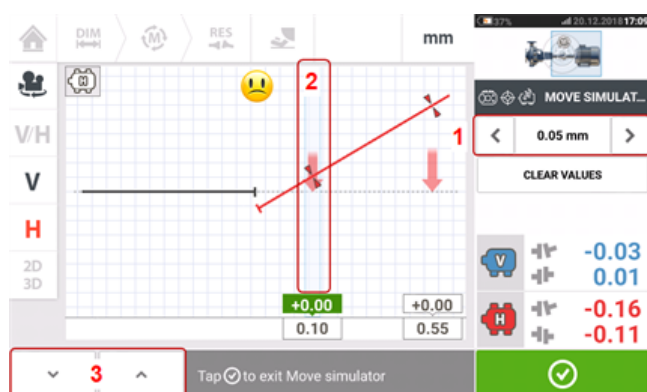 DIM
RES
mm
37%
20.12.2018 17:09
MOVE SIMULAT...
2
1
0.05 mm
CLEAR VALUES
V/H
V
H
2D
3D
V
-0.03
0.01
H
-0.16
-0.11
+0.00
+0.00
0.10
0.55
3
Tap to exit Move simulator